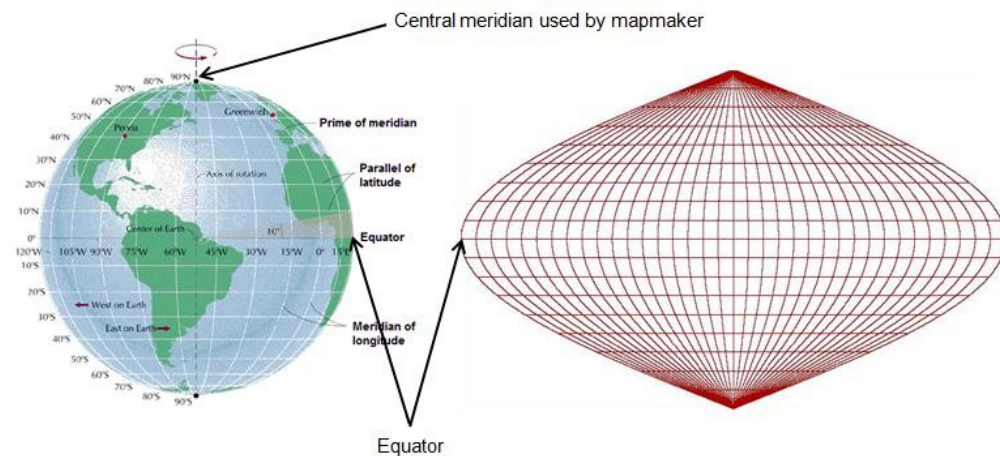 Central meridian used by mapmaker
90°N
80°N
70°N
60°N
50°N
40°N
30°N
20°N
10°N
0°
10°S
20°S
30°S
40°S
50°S
60°S
70°S
80°S
90°S
Greenwich
Prime of meridian
Peoria
Axis of rotation
Parallel of
latitude
Center of Earth
10°
Equator
120°W 105°W 90°W 75°W 60°W 45°W 30°W 15°W 0° 15°E
West on Earth
East on Earth
Meridian of
longitude
Equator